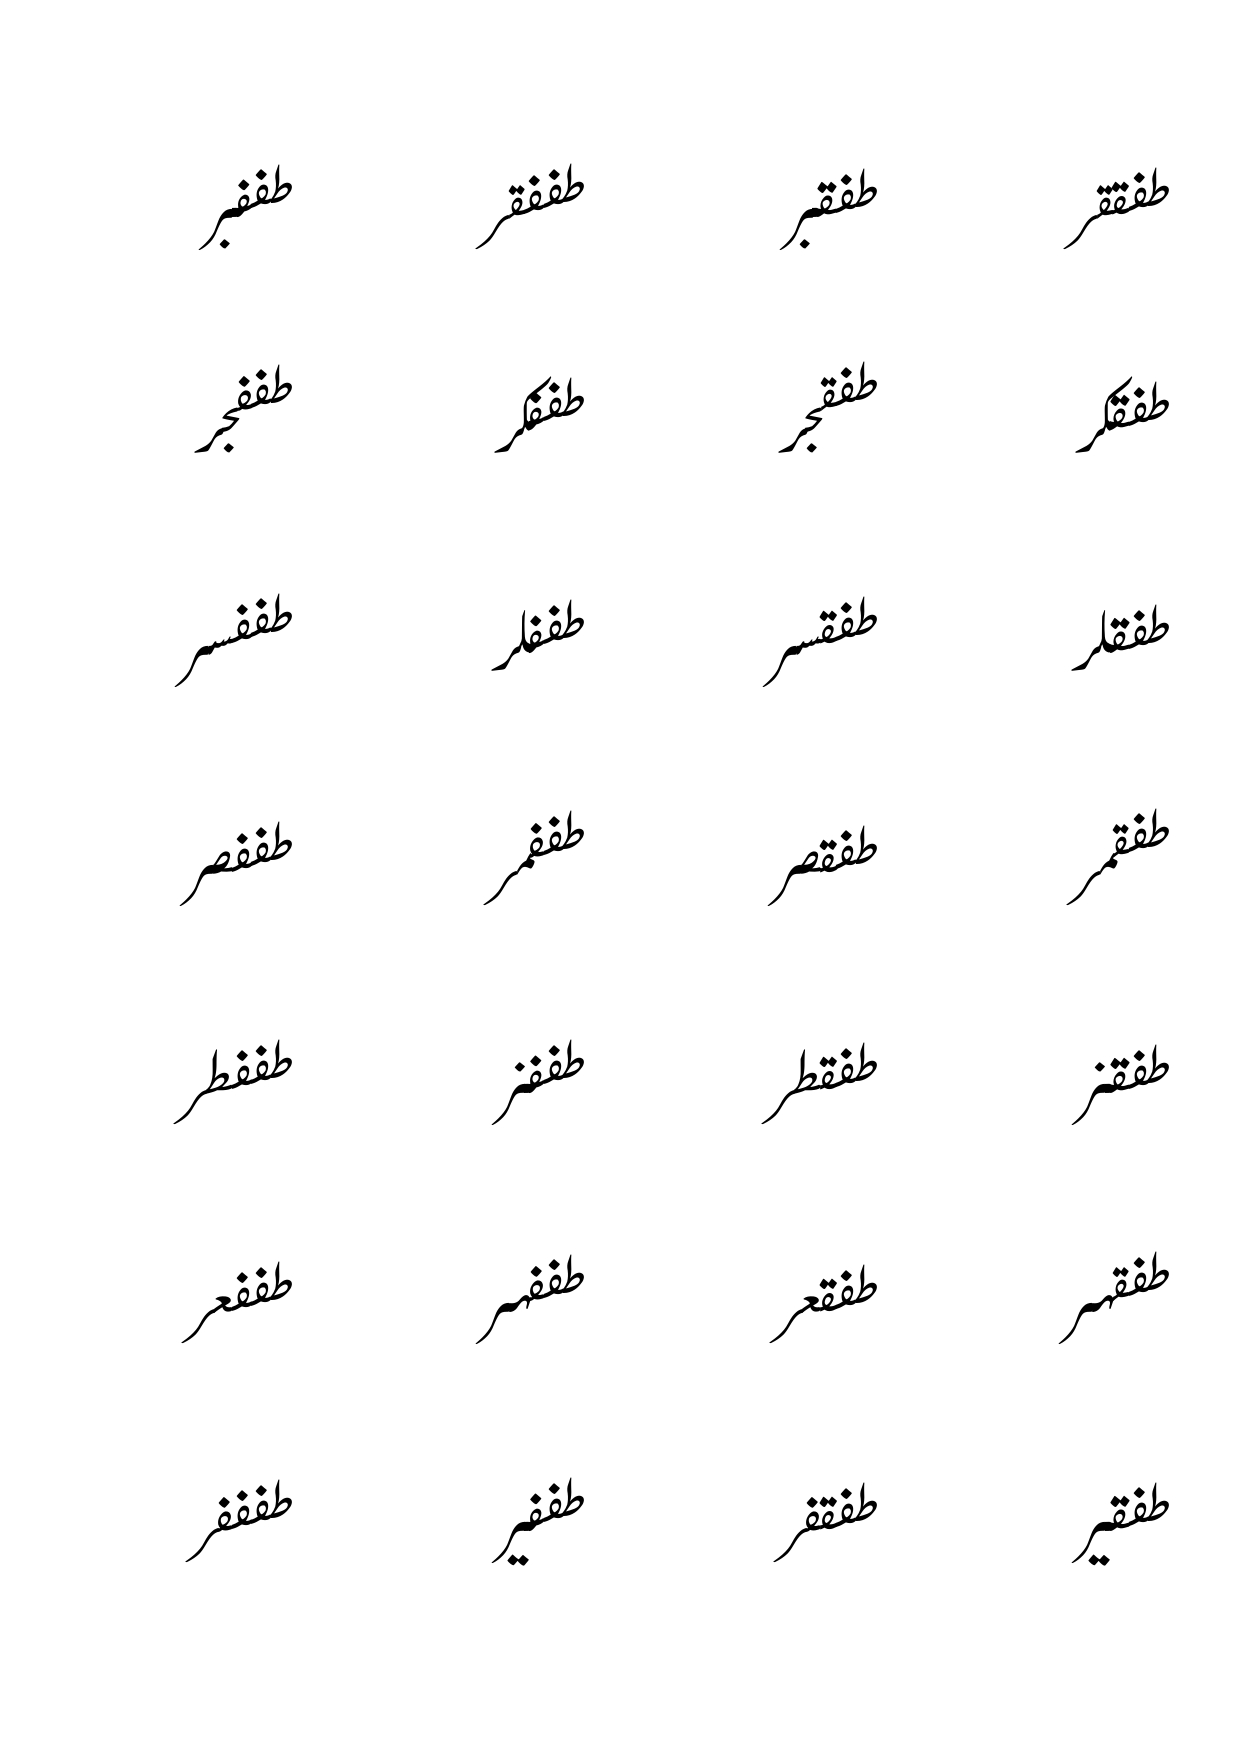 طفققر طفقبر طففقر طففبر
طفقكر طفقجر طففكر طففجر
طفقلر طفقسر طففلر طففسر
طفقمر طفقصر طففمر طففصر
طفقنر طفقطر طففنر طففطر
طفقهر طفقعر طففهر طففعر
طفقير طفقفر طففير طفففر